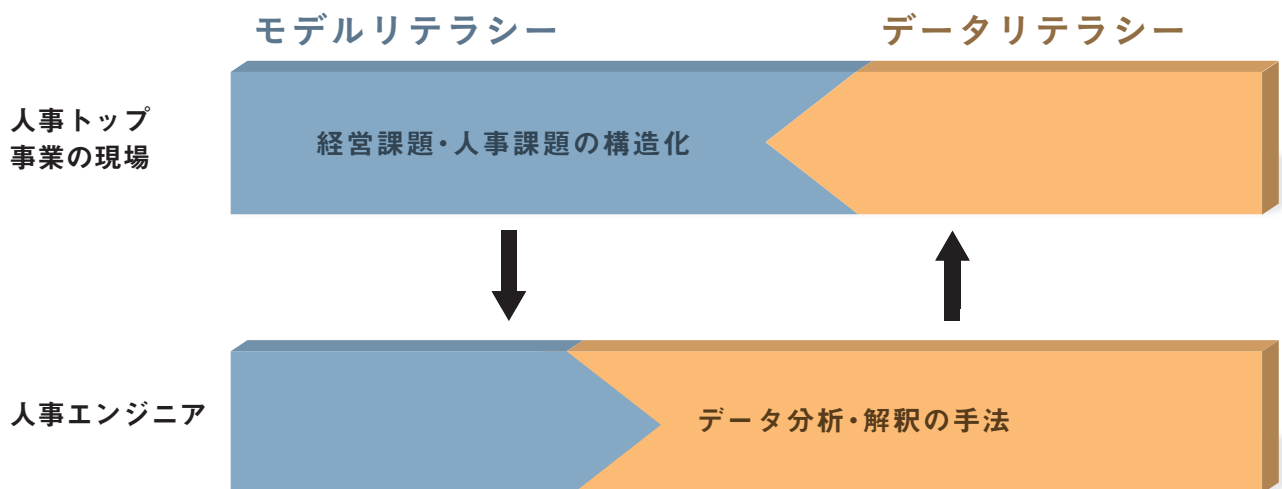 モデルリテラシー
データリテラシー
人事トップ
事業の現場
経営課題・人事課題の構造化
人事エンジニア
データ分析・解釈の手法